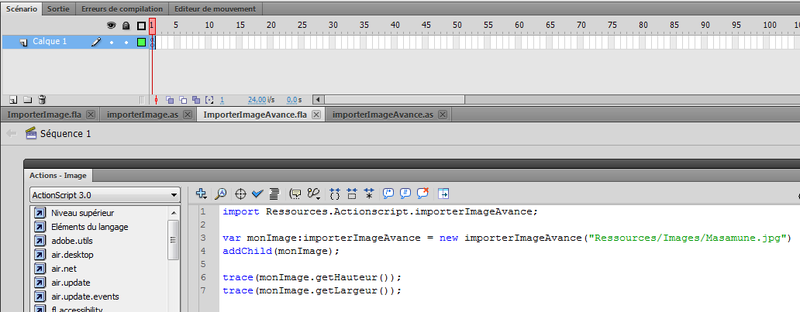 Scénario Sortie Erreurs de compilation Editeur de mouvement
1 5 10 15 20 25 30 35 40 45 50 55 60 65 70 75 80 85 90 95 100
Calque 1
1 24,00 i/s 0,0 s
ImporterImage.fla importerImage.as ImporterImageAvance.fla importerImageAvance.as
Séquence 1
Actions - Image
ActionScript 3.0
Niveau supérieur
Eléments du langage
adobe.utils
air.desktop
air.net
air.update
air.update.events
fl.accessibility
1 import Ressources.Actionscript.importerImageAvance;
2
3 var monImage:importerImageAvance = new importerImageAvance("Ressources/Images/Masamune.jpg")
4 addChild(monImage);
5
6 trace(monImage.getHauteur());
7 trace(monImage.getLargeur());